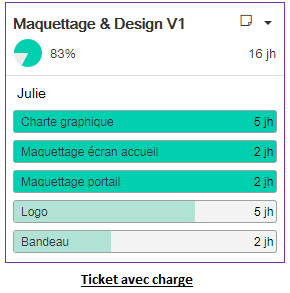 Maquettage & Design V1
83% 16 jh
Julie
Charte graphique 5 jh
Maquettage écran accueil 2 jh
Maquettage portail 2 jh
Logo 5 jh
Bandeau 2 jh
Ticket avec charge